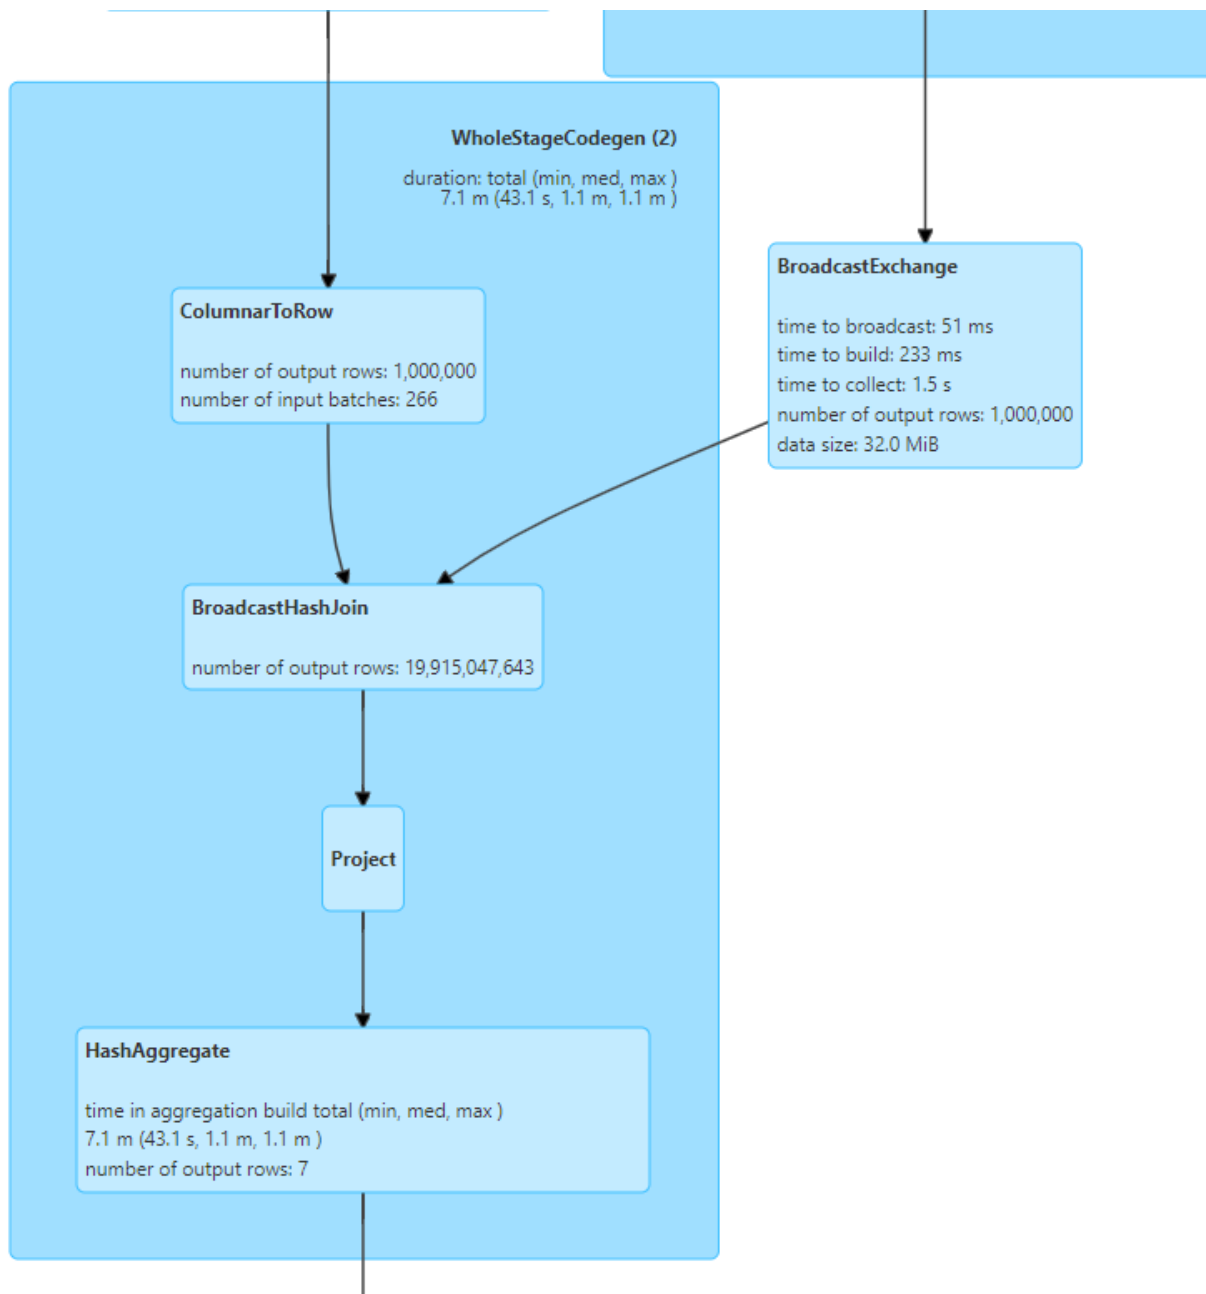 WholeStageCodegen (2)
duration: total (min, med, max )
7.1 m (43.1 s, 1.1 m, 1.1 m )
BroadcastExchange
time to broadcast: 51 ms
time to build: 233 ms
time to collect: 1.5 s
number of output rows: 1,000,000
data size: 32.0 MiB
ColumnarToRow
number of output rows: 1,000,000
number of input batches: 266
BroadcastHashJoin
number of output rows: 19,915,047,643
Project
HashAggregate
time in aggregation build total (min, med, max )
7.1 m (43.1 s, 1.1 m, 1.1 m )
number of output rows: 7